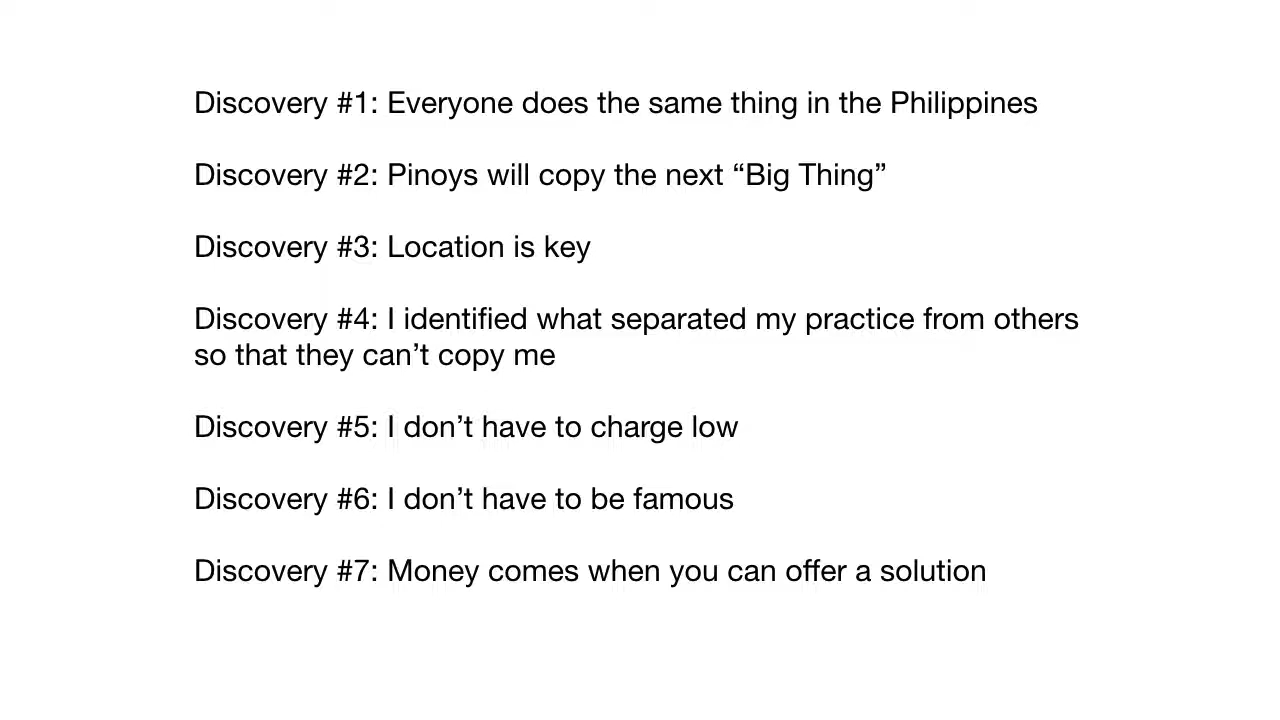 Discovery #1: Everyone does the same thing in the Philippines
Discovery #2: Pinoys will copy the next “Big Thing”
Discovery #3: Location is key
Discovery #4: I identified what separated my practice from others
so that they can’t copy me
Discovery #5: I don’t have to charge low
Discovery #6: I don’t have to be famous
Discovery #7: Money comes when you can offer a solution